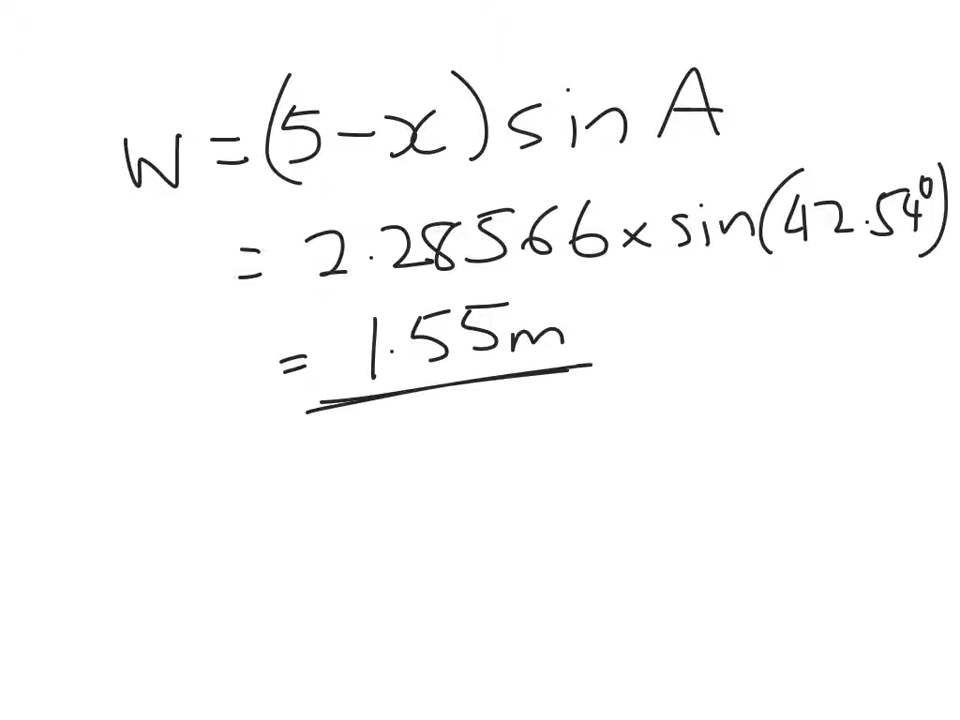 W = (5-x) sin A
= 2.28566 × sin(42.54°)
= 1.55m